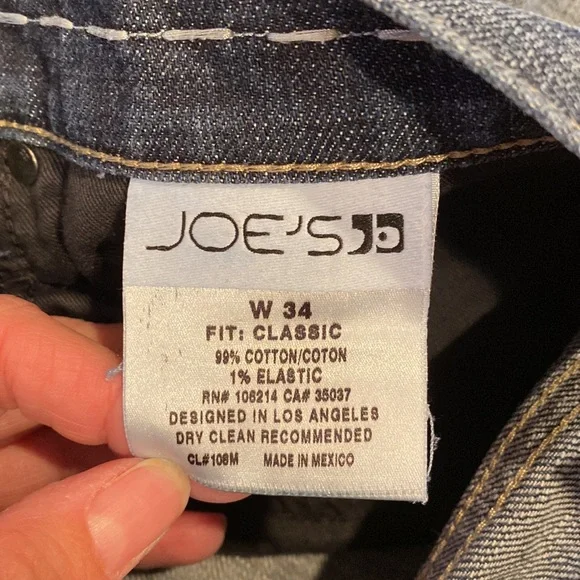 JOE'S
W 34
FIT: CLASSIC
99% COTTON/COTON
1% ELASTIC
RN# 106214 CA# 35037
DESIGNED IN LOS ANGELES
DRY CLEAN RECOMMENDED
CL#106M MADE IN MEXICO